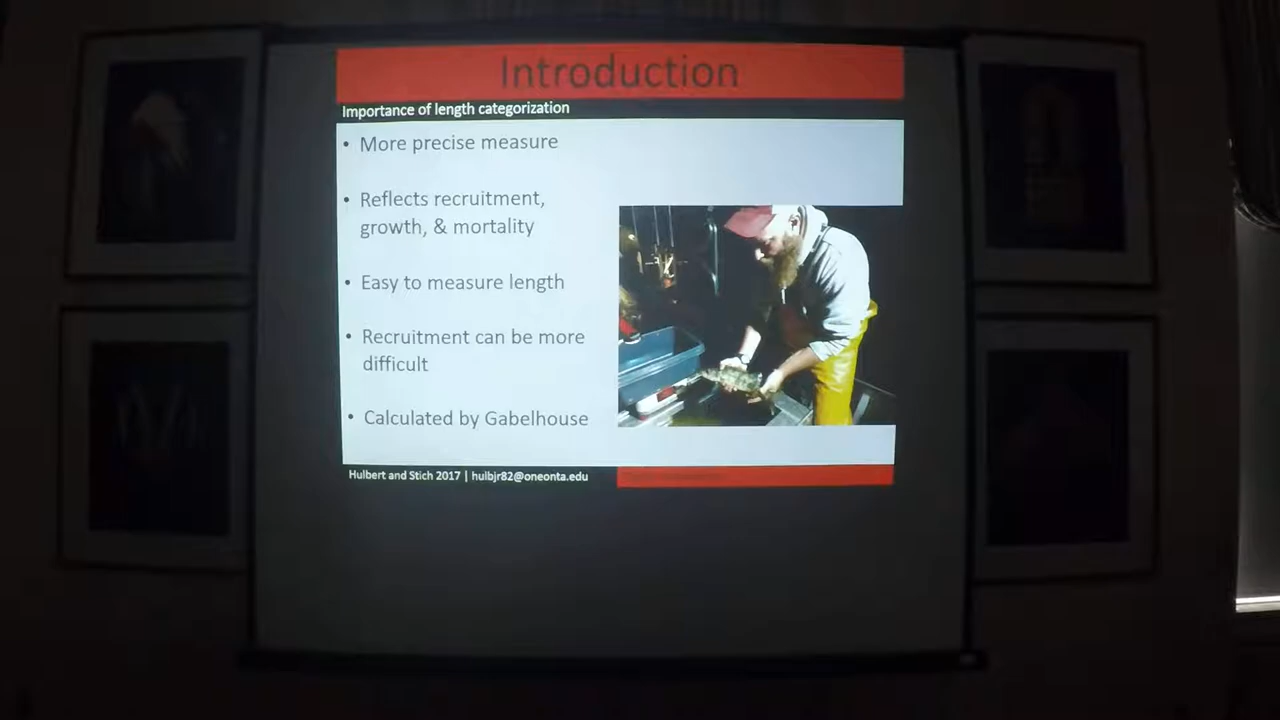 Introduction
Importance of length categorization
• More precise measure
• Reflects recruitment,
growth, & mortality
• Easy to measure length
• Recruitment can be more
difficult
• Calculated by Gabelhouse
Hulbert and Stich 2017 | hulbjr82@oneonta.edu